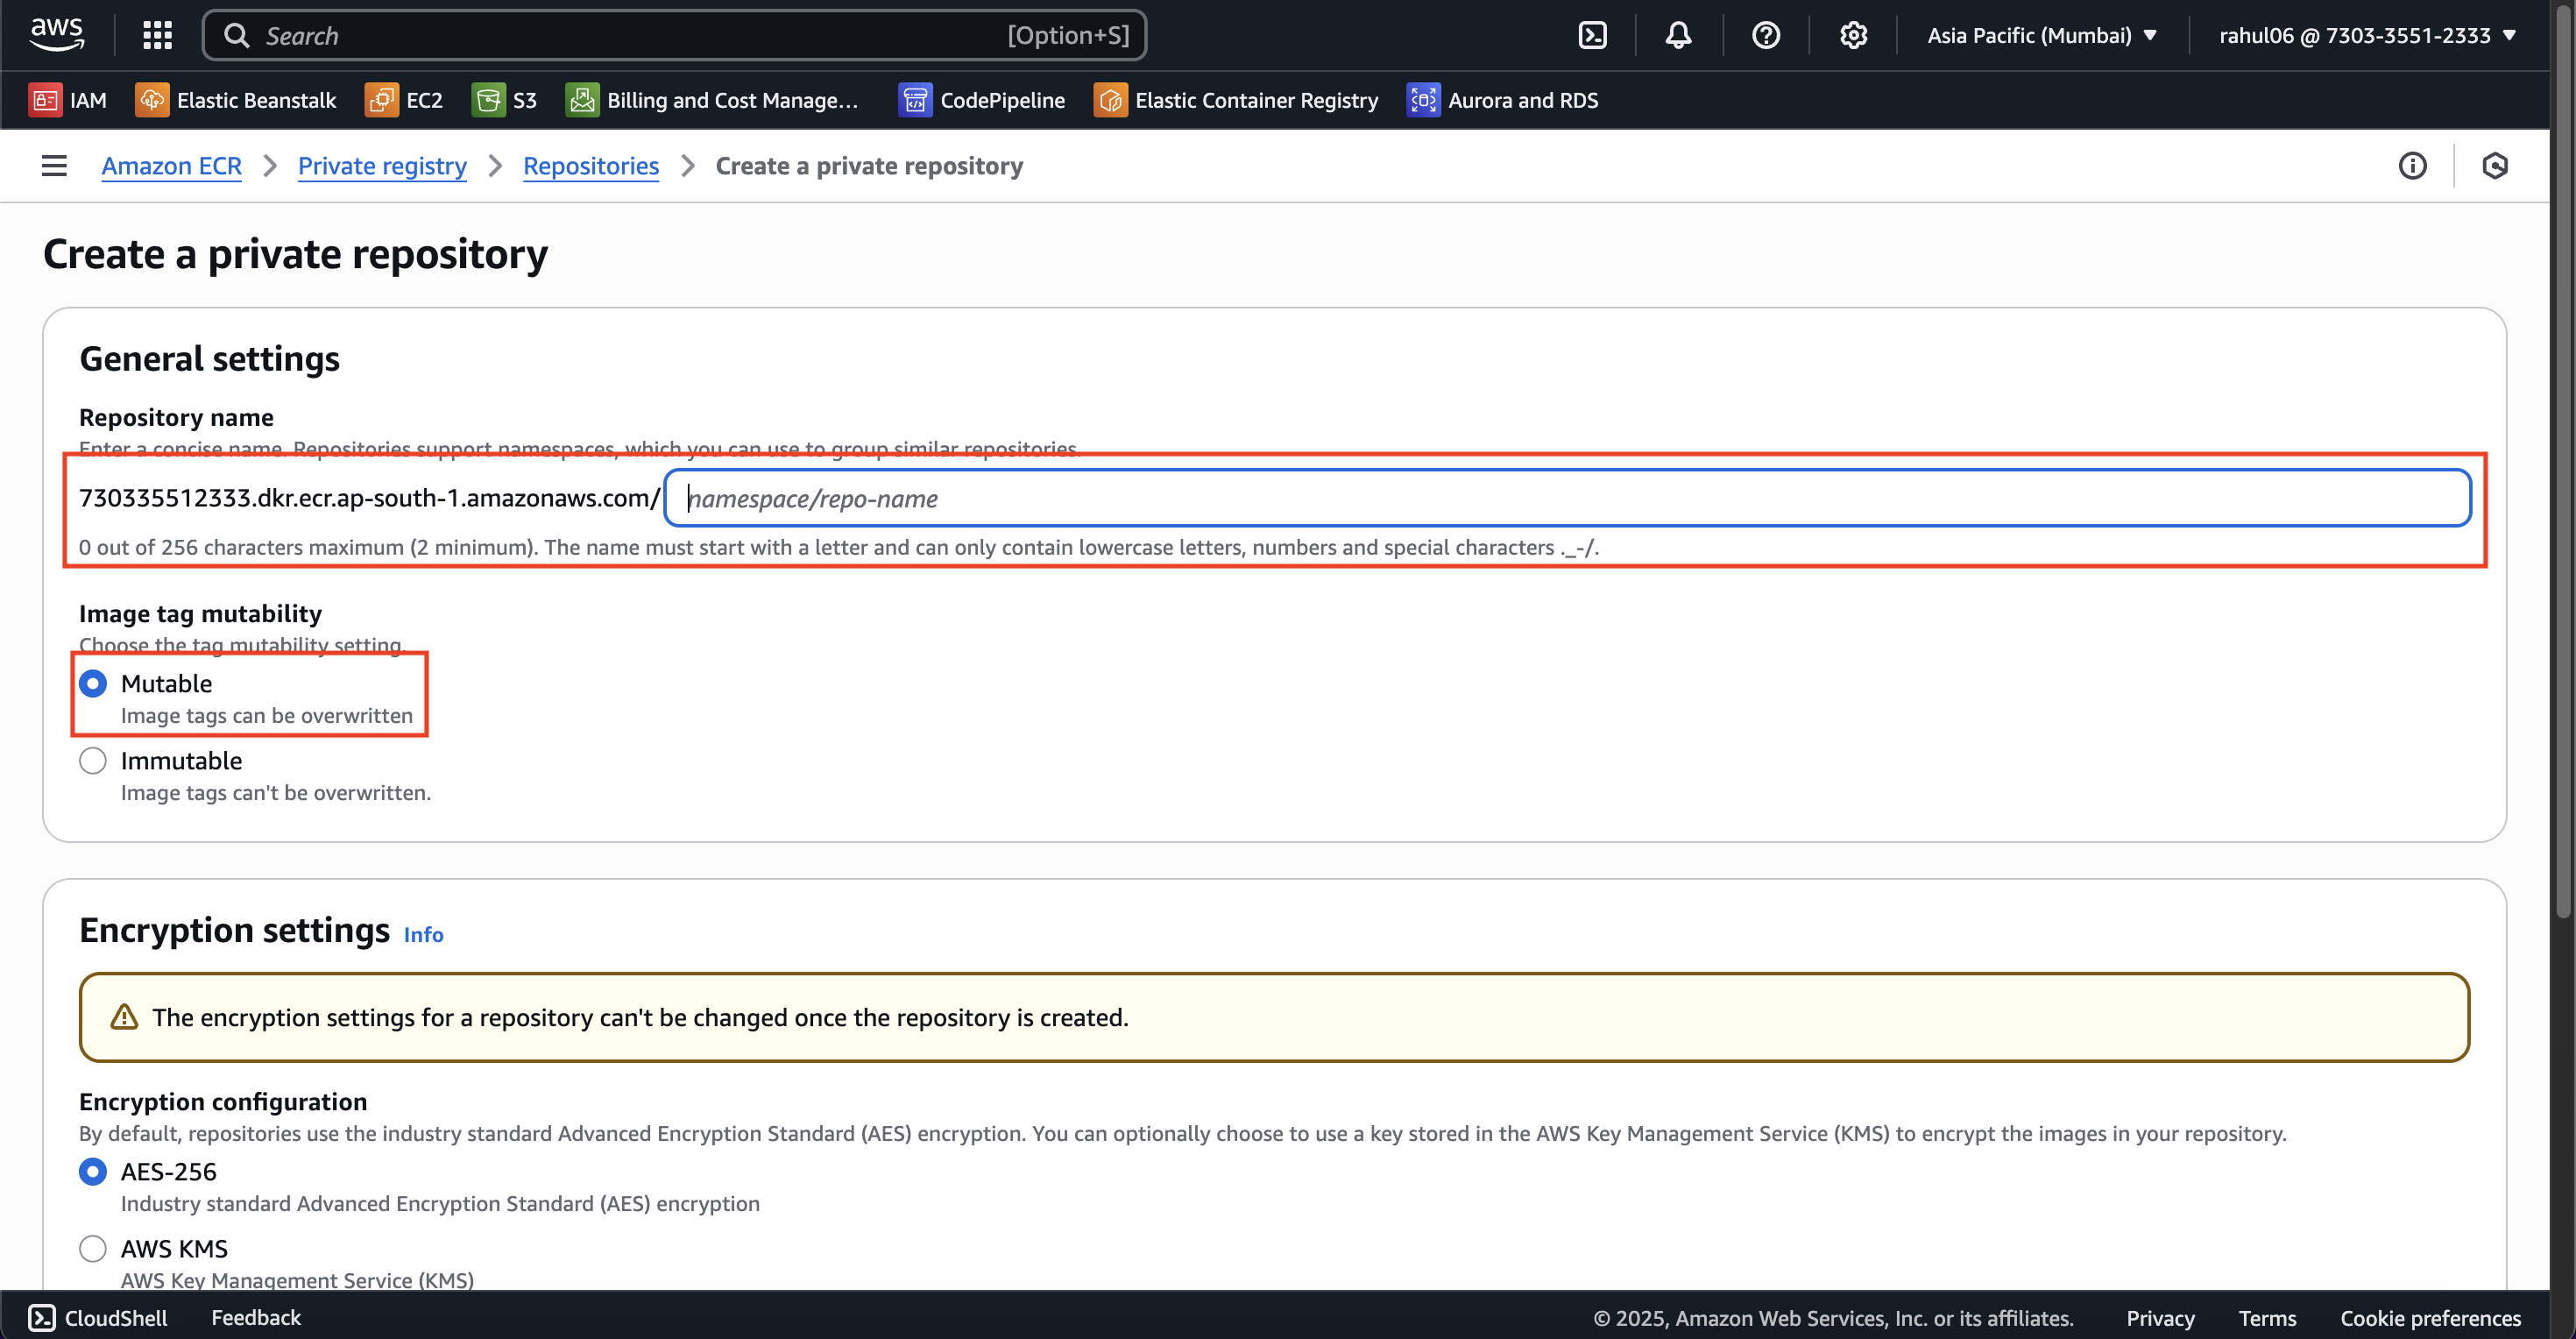 aws
Search [Option+S]
Asia Pacific (Mumbai) ▼
rahul06 @ 7303-3551-2333 ▼
IAM Elastic Beanstalk EC2 S3 Billing and Cost Manage... CodePipeline Elastic Container Registry Aurora and RDS
Amazon ECR > Private registry > Repositories > Create a private repository
Create a private repository
General settings
Repository name
Enter a concise name. Repositories support namespaces, which you can use to group similar repositories.
730335512333.dkr.ecr.ap-south-1.amazonaws.com/ namespace/repo-name
0 out of 256 characters maximum (2 minimum). The name must start with a letter and can only contain lowercase letters, numbers and special characters ._-/.
Image tag mutability
Choose the tag mutability setting.
Mutable
Image tags can be overwritten
Immutable
Image tags can't be overwritten.
Encryption settings Info
The encryption settings for a repository can't be changed once the repository is created.
Encryption configuration
By default, repositories use the industry standard Advanced Encryption Standard (AES) encryption. You can optionally choose to use a key stored in the AWS Key Management Service (KMS) to encrypt the images in your repository.
AES-256
Industry standard Advanced Encryption Standard (AES) encryption
AWS KMS
AWS Key Management Service (KMS)
CloudShell Feedback © 2025, Amazon Web Services, Inc. or its affiliates. Privacy Terms Cookie preferences